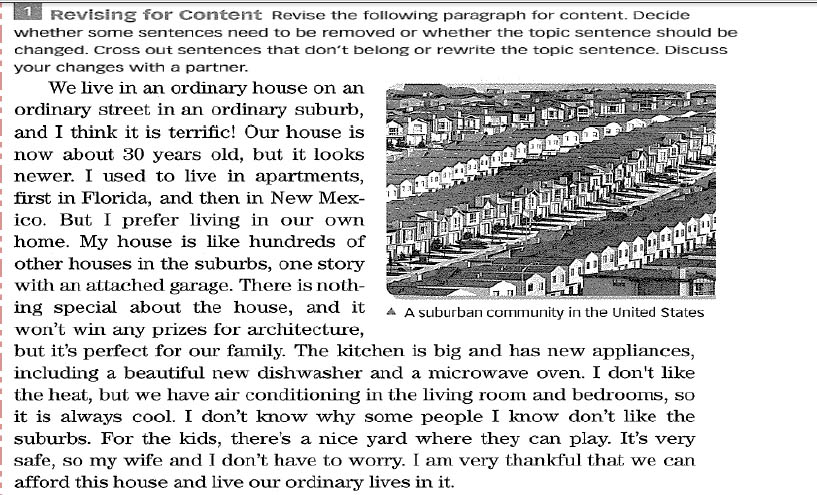 1 Revising for Content Revise the following paragraph for content. Decide
whether some sentences need to be removed or whether the topic sentence should be
changed. Cross out sentences that don't belong or rewrite the topic sentence. Discuss
your changes with a partner.
We live in an ordinary house on an
ordinary street in an ordinary suburb,
and I think it is terrific! Our house is
now about 30 years old, but it looks
newer. I used to live in apartments,
first in Florida, and then in New Mex-
ico. But I prefer living in our own
home. My house is like hundreds of
other houses in the suburbs, one story
with an attached garage. There is noth-
ing special about the house, and it
won't win any prizes for architecture,
▲ A suburban community in the United States
but it's perfect for our family. The kitchen is big and has new appliances,
including a beautiful new dishwasher and a microwave oven. I don't like
the heat, but we have air conditioning in the living room and bedrooms, so
it is always cool. I don't know why some people I know don't like the
suburbs. For the kids, there's a nice yard where they can play. It's very
safe, so my wife and I don't have to worry. I am very thankful that we can
afford this house and live our ordinary lives in it.